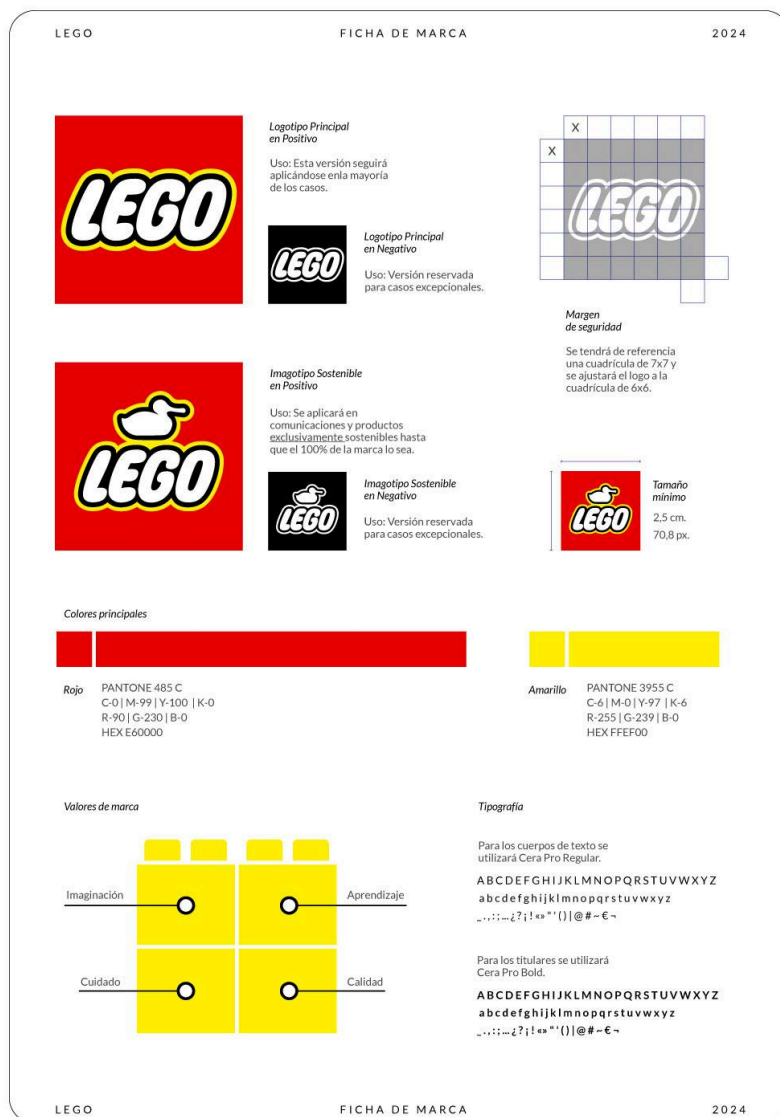 LEGO FICHA DE MARCA 2024
LEGO
Logotipo Principal
en Positivo
Uso: Esta versión seguirá
aplicándose enla mayoría
de los casos.
LEGO
Logotipo Principal
en Negativo
Uso: Versión reservada
para casos excepcionales.
X
X
LEGO
Margen
de seguridad
Se tendrá de referencia
una cuadrícula de 7x7 y
se ajustará el logo a la
cuadrícula de 6x6.
LEGO
Imagotipo Sostenible
en Positivo
Uso: Se aplicará en
comunicaciones y productos
exclusivamente sostenibles hasta
que el 100% de la marca lo sea.
LEGO
Imagotipo Sostenible
en Negativo
Uso: Versión reservada
para casos excepcionales.
LEGO
Tamaño
mínimo
2,5 cm.
70,8 px.
Colores principales
Rojo
PANTONE 485 C
C-0 | M-99 | Y-100 | K-0
R-90 | G-230 | B-0
HEX E60000
Amarillo
PANTONE 3955 C
C-6 | M-0 | Y-97 | K-6
R-255 | G-239 | B-0
HEX FFEF00
Valores de marca
Imaginación
Aprendizaje
Cuidado
Calidad
Tipografía
Para los cuerpos de texto se
utilizará Cera Pro Regular.
ABCDEFGHIJKLMNOPQRSTUVWXYZ
abcdefghijklmnopqrstuvwxyz
_.,:;…¿?¡!«»"'()|@#~€¬
Para los titulares se utilizará
Cera Pro Bold.
ABCDEFGHIJKLMNOPQRSTUVWXYZ
abcdefghijklmnopqrstuvwxyz
_.,:;…¿?¡!«»"'()|@#~€¬
LEGO FICHA DE MARCA 2024